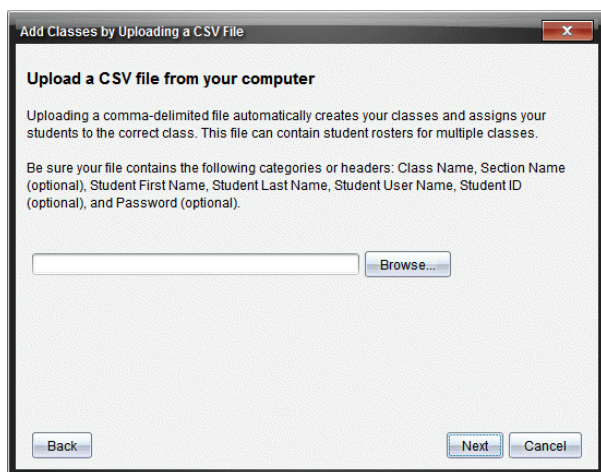 Add Classes by Uploading a CSV File
X
Upload a CSV file from your computer
Uploading a comma-delimited file automatically creates your classes and assigns your
students to the correct class. This file can contain student rosters for multiple classes.
Be sure your file contains the following categories or headers: Class Name, Section Name
(optional), Student First Name, Student Last Name, Student User Name, Student ID
(optional), and Password (optional).
Browse...
Back
Next
Cancel